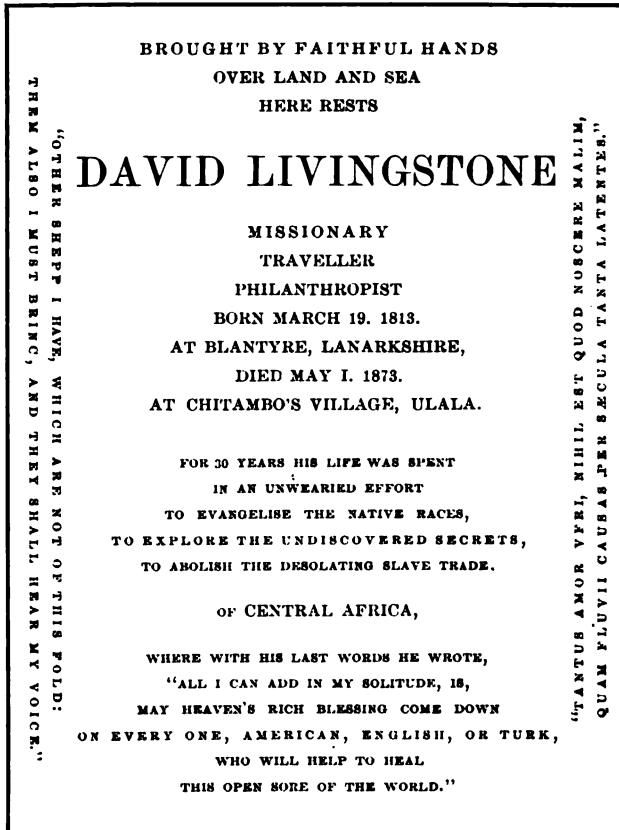 BROUGHT BY FAITHFUL HANDS
OVER LAND AND SEA
HERE RESTS
DAVID LIVINGSTONE
MISSIONARY
TRAVELLER
PHILANTHROPIST
BORN MARCH 19. 1813.
AT BLANTYRE, LANARKSHIRE,
DIED MAY I. 1873.
AT CHITAMBO'S VILLAGE, ULALA.
FOR 30 YEARS HIS LIFE WAS SPENT
IN AN UNWEARIED EFFORT
TO EVANGELISE THE NATIVE RACES,
TO EXPLORE THE UNDISCOVERED SECRETS,
TO ABOLISH THE DESOLATING SLAVE TRADE.
OF CENTRAL AFRICA,
WHERE WITH HIS LAST WORDS HE WROTE,
"ALL I CAN ADD IN MY SOLITUDE, IS,
MAY HEAVEN'S RICH BLESSING COME DOWN
ON EVERY ONE, AMERICAN, ENGLISH, OR TURK,
WHO WILL HELP TO HEAL
THIS OPEN SORE OF THE WORLD."
"OTHER SHEEP I HAVE, WHICH ARE NOT OF THIS FOLD:
THEM ALSO I MUST BRING, AND THEY SHALL HEAR MY VOICE."
"TANTUS AMOR VERI, NIHIL EST QUOD NOSCERE MALIM,
QUAM FLUVII CAUSAS PER SÆCULA TANTA LATENTES."